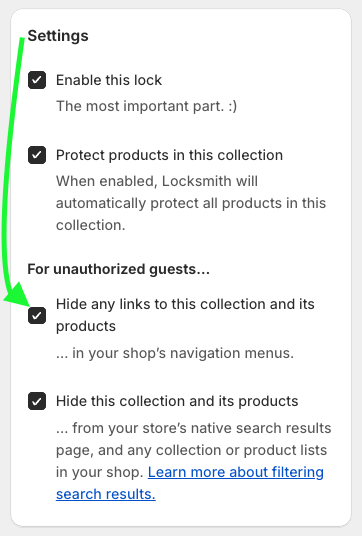 Settings
Enable this lock
The most important part. :)
Protect products in this collection
When enabled, Locksmith will
automatically protect all products in this
collection.
For unauthorized guests...
Hide any links to this collection and its
products
... in your shop’s navigation menus.
Hide this collection and its products
... from your store’s native search results
page, and any collection or product lists
in your shop. Learn more about filtering
search results.